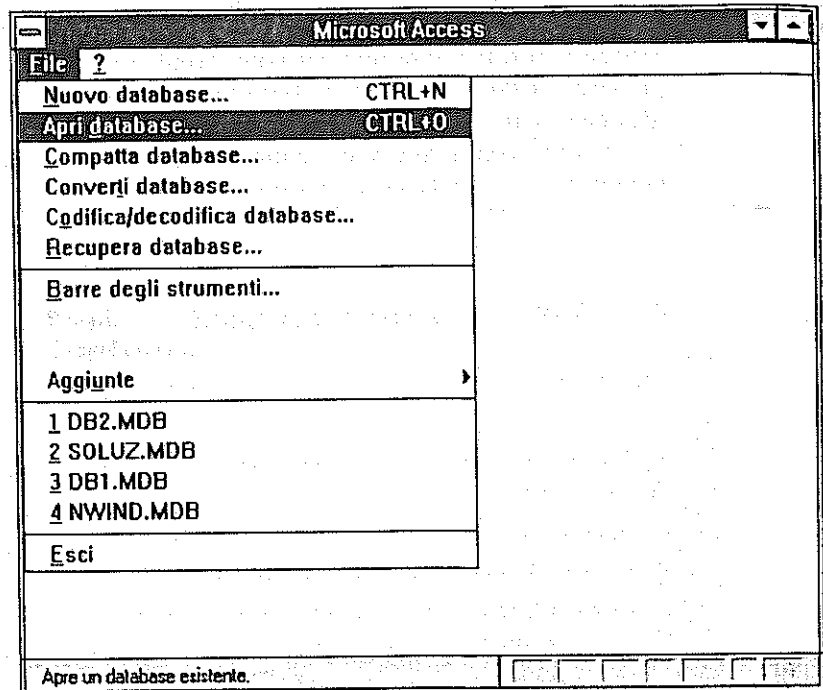 Microsoft Access
File ?
Nuovo database... CTRL+N
Apri database... CTRL+O
Compatta database...
Converti database...
Codifica/decodifica database...
Recupera database...
Barre degli strumenti...
Aggiunte
1 DB2.MDB
2 SOLUZ.MDB
3 DB1.MDB
4 NWIND.MDB
Esci
Apre un database esistente.